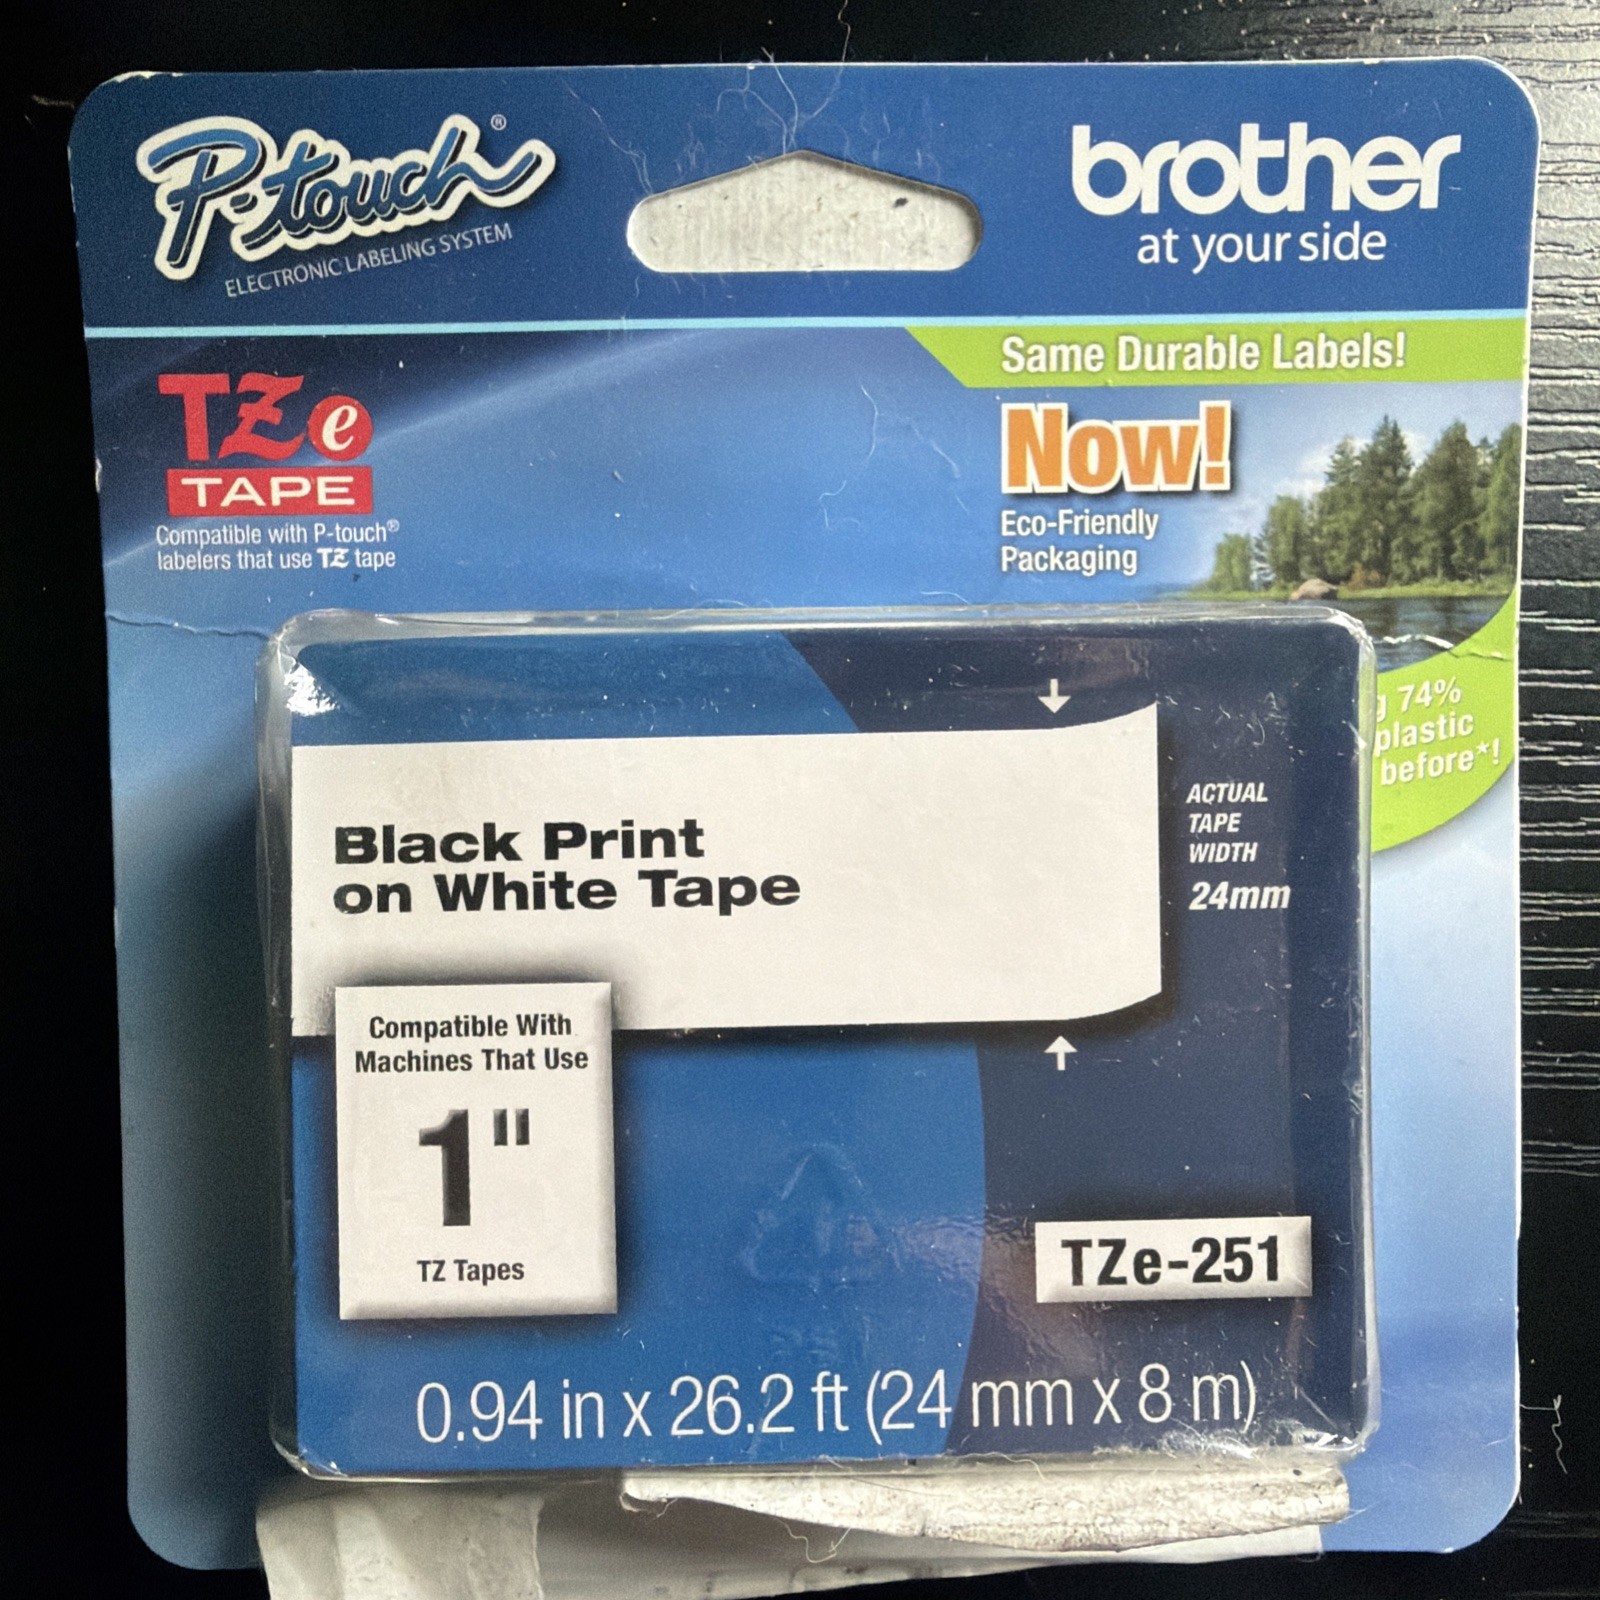 P-touch®
ELECTRONIC LABELING SYSTEM
brother
at your side
Same Durable Labels!
TZe
TAPE
Compatible with P-touch®
labelers that use TZ tape
Now!
Eco-Friendly
Packaging
74%
plastic
before*!
Black Print
on White Tape
ACTUAL
TAPE
WIDTH
24mm
Compatible With
Machines That Use
1"
TZ Tapes
TZe-251
0.94 in x 26.2 ft (24 mm x 8 m)